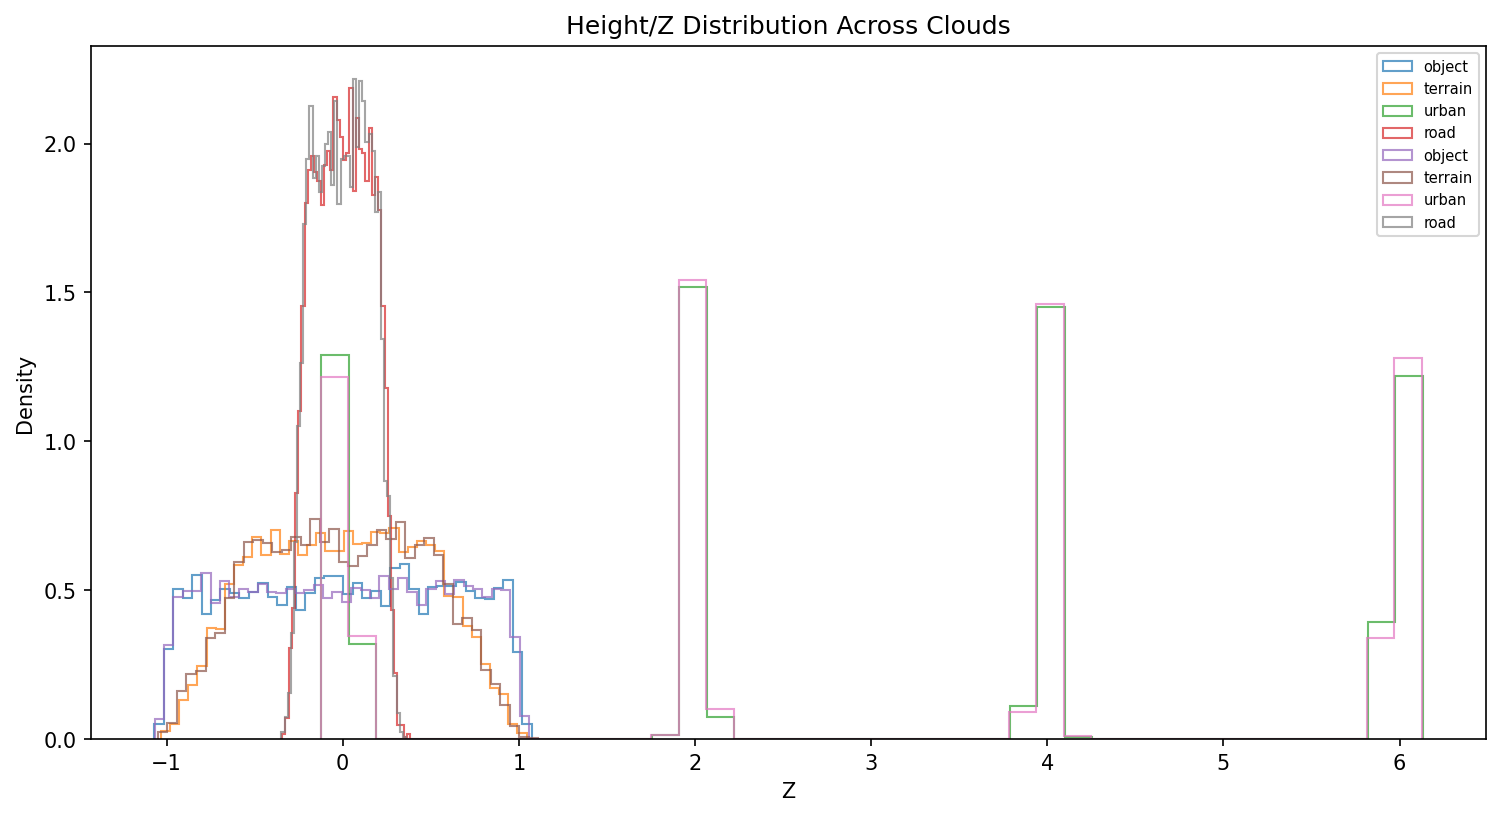 Height/Z Distribution Across Clouds
object
terrain
urban
road
object
terrain
urban
road
Density
2.0
1.5
1.0
0.5
0.0
−1
0
1
2
3
4
5
6
Z